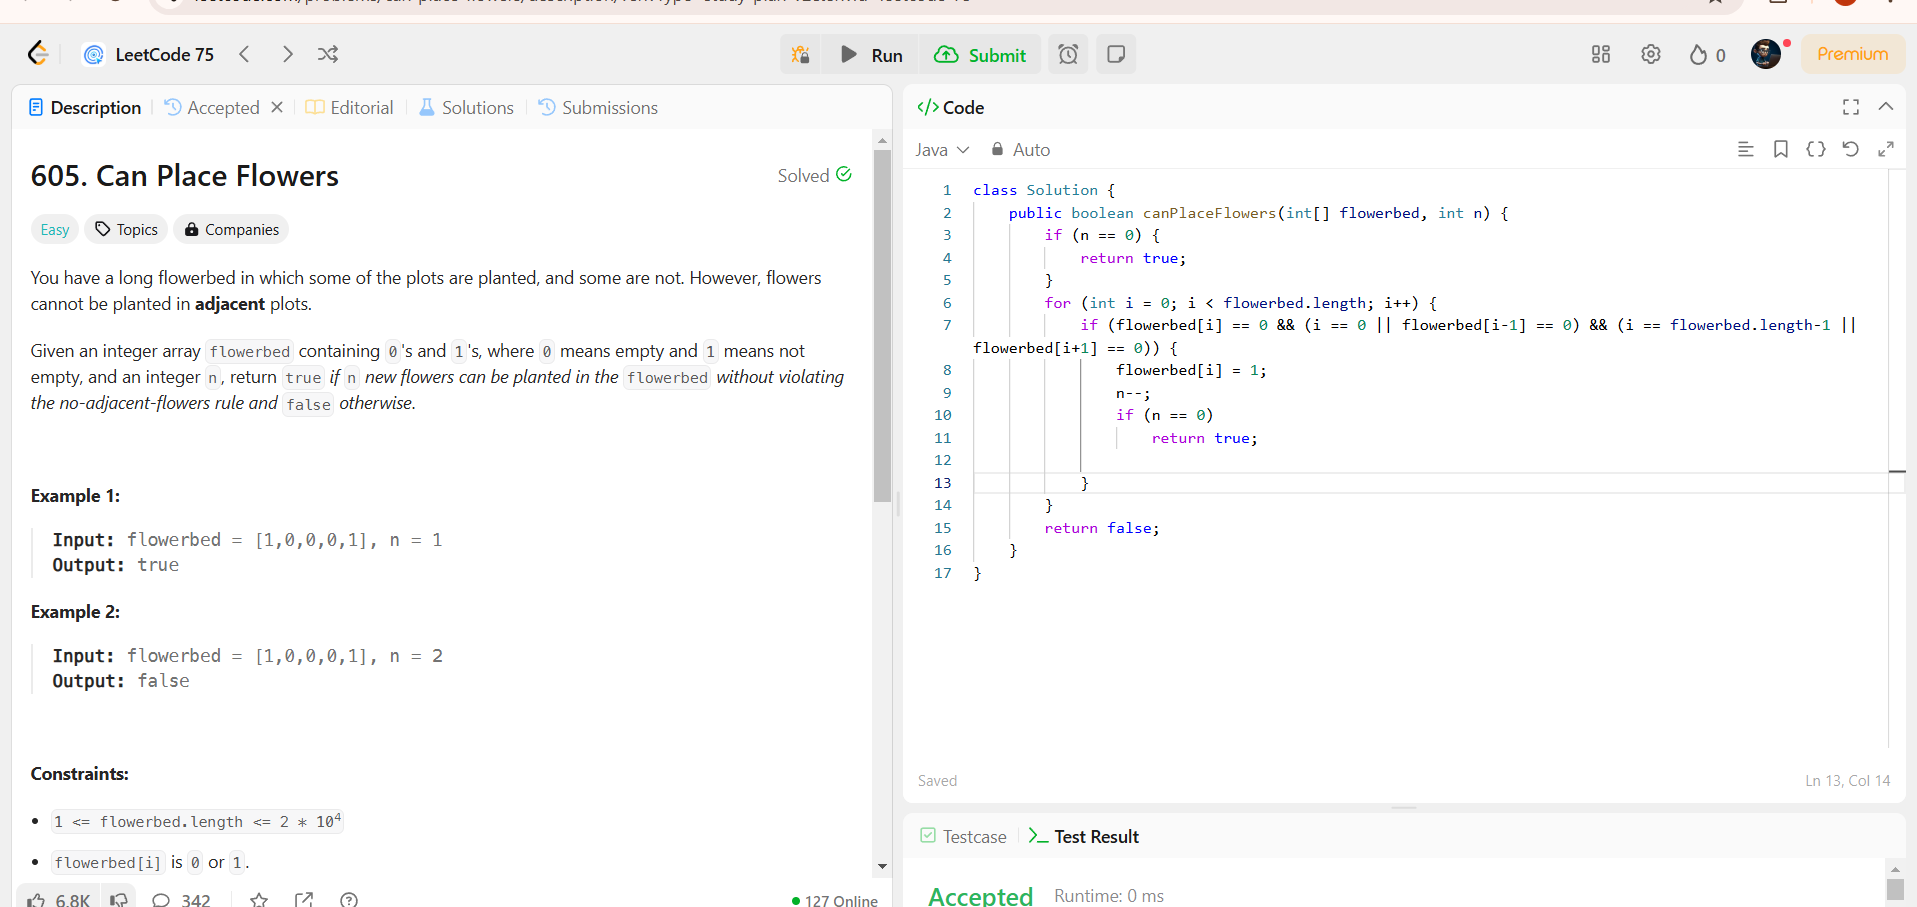 LeetCode 75
Run
Submit
0
Premium
Description
Accepted
Editorial
Solutions
Submissions
605. Can Place Flowers
Solved
Easy
Topics
Companies
You have a long flowerbed in which some of the plots are planted, and some are not. However, flowers
cannot be planted in adjacent plots.
Given an integer array flowerbed containing 0's and 1's, where 0 means empty and 1 means not
empty, and an integer n, return true if n new flowers can be planted in the flowerbed without violating
the no-adjacent-flowers rule and false otherwise.
Example 1:
Input: flowerbed = [1,0,0,0,1], n = 1
Output: true
Example 2:
Input: flowerbed = [1,0,0,0,1], n = 2
Output: false
Constraints:
• 1 <= flowerbed.length <= 2 * 10⁴
• flowerbed[i] is 0 or 1.
6.8K
342
127 Online
</> Code
Java
Auto
1 class Solution {
2 public boolean canPlaceFlowers(int[] flowerbed, int n) {
3 if (n == 0) {
4 return true;
5 }
6 for (int i = 0; i < flowerbed.length; i++) {
7 if (flowerbed[i] == 0 && (i == 0 || flowerbed[i-1] == 0) && (i == flowerbed.length-1 ||
flowerbed[i+1] == 0)) {
8 flowerbed[i] = 1;
9 n--;
10 if (n == 0)
11 return true;
12
13 }
14 }
15 return false;
16 }
17 }
Saved
Ln 13, Col 14
Testcase
Test Result
Accepted
Runtime: 0 ms